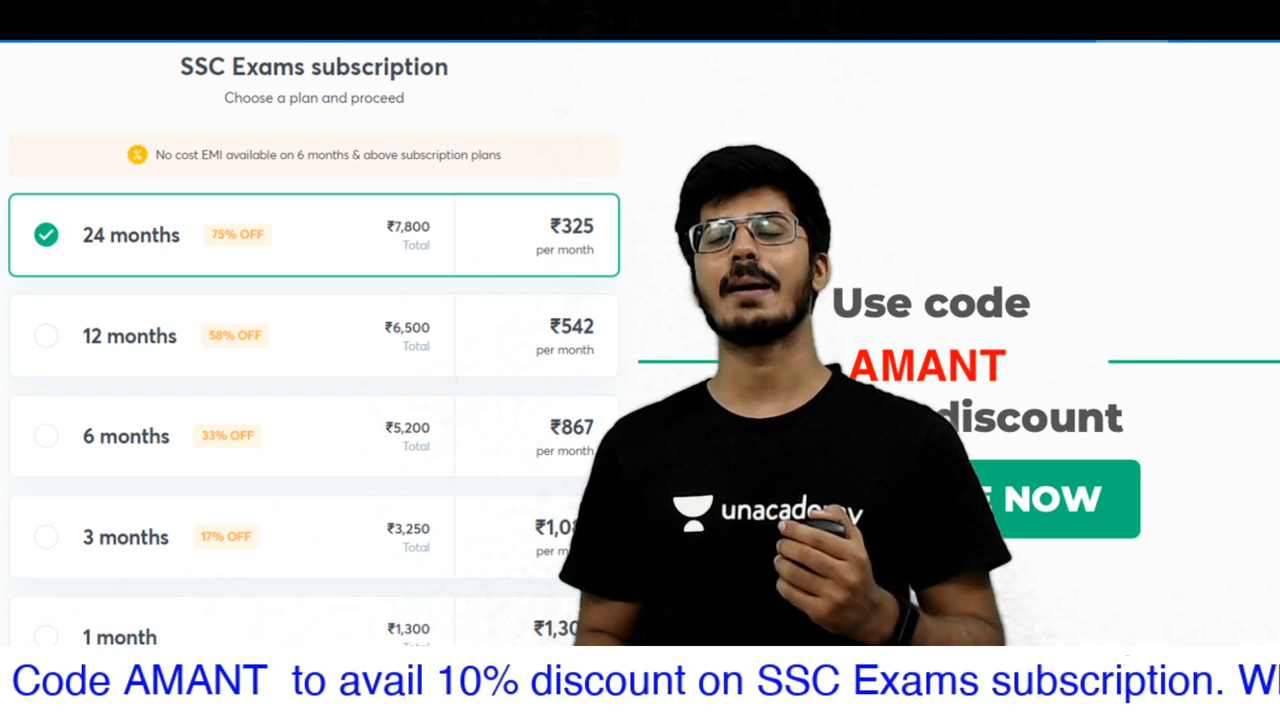 SSC Exams subscription
Choose a plan and proceed
No cost EMI available on 6 months & above subscription plans
24 months 75% OFF ₹7,800 Total ₹325 per month
12 months 58% OFF ₹6,500 Total ₹542 per month
6 months 33% OFF ₹5,200 Total ₹867 per month
3 months 17% OFF ₹3,250 Total
1 month ₹1,300
Use code
AMANT
discount
NOW
unacademy
Code AMANT to avail 10% discount on SSC Exams subscription.